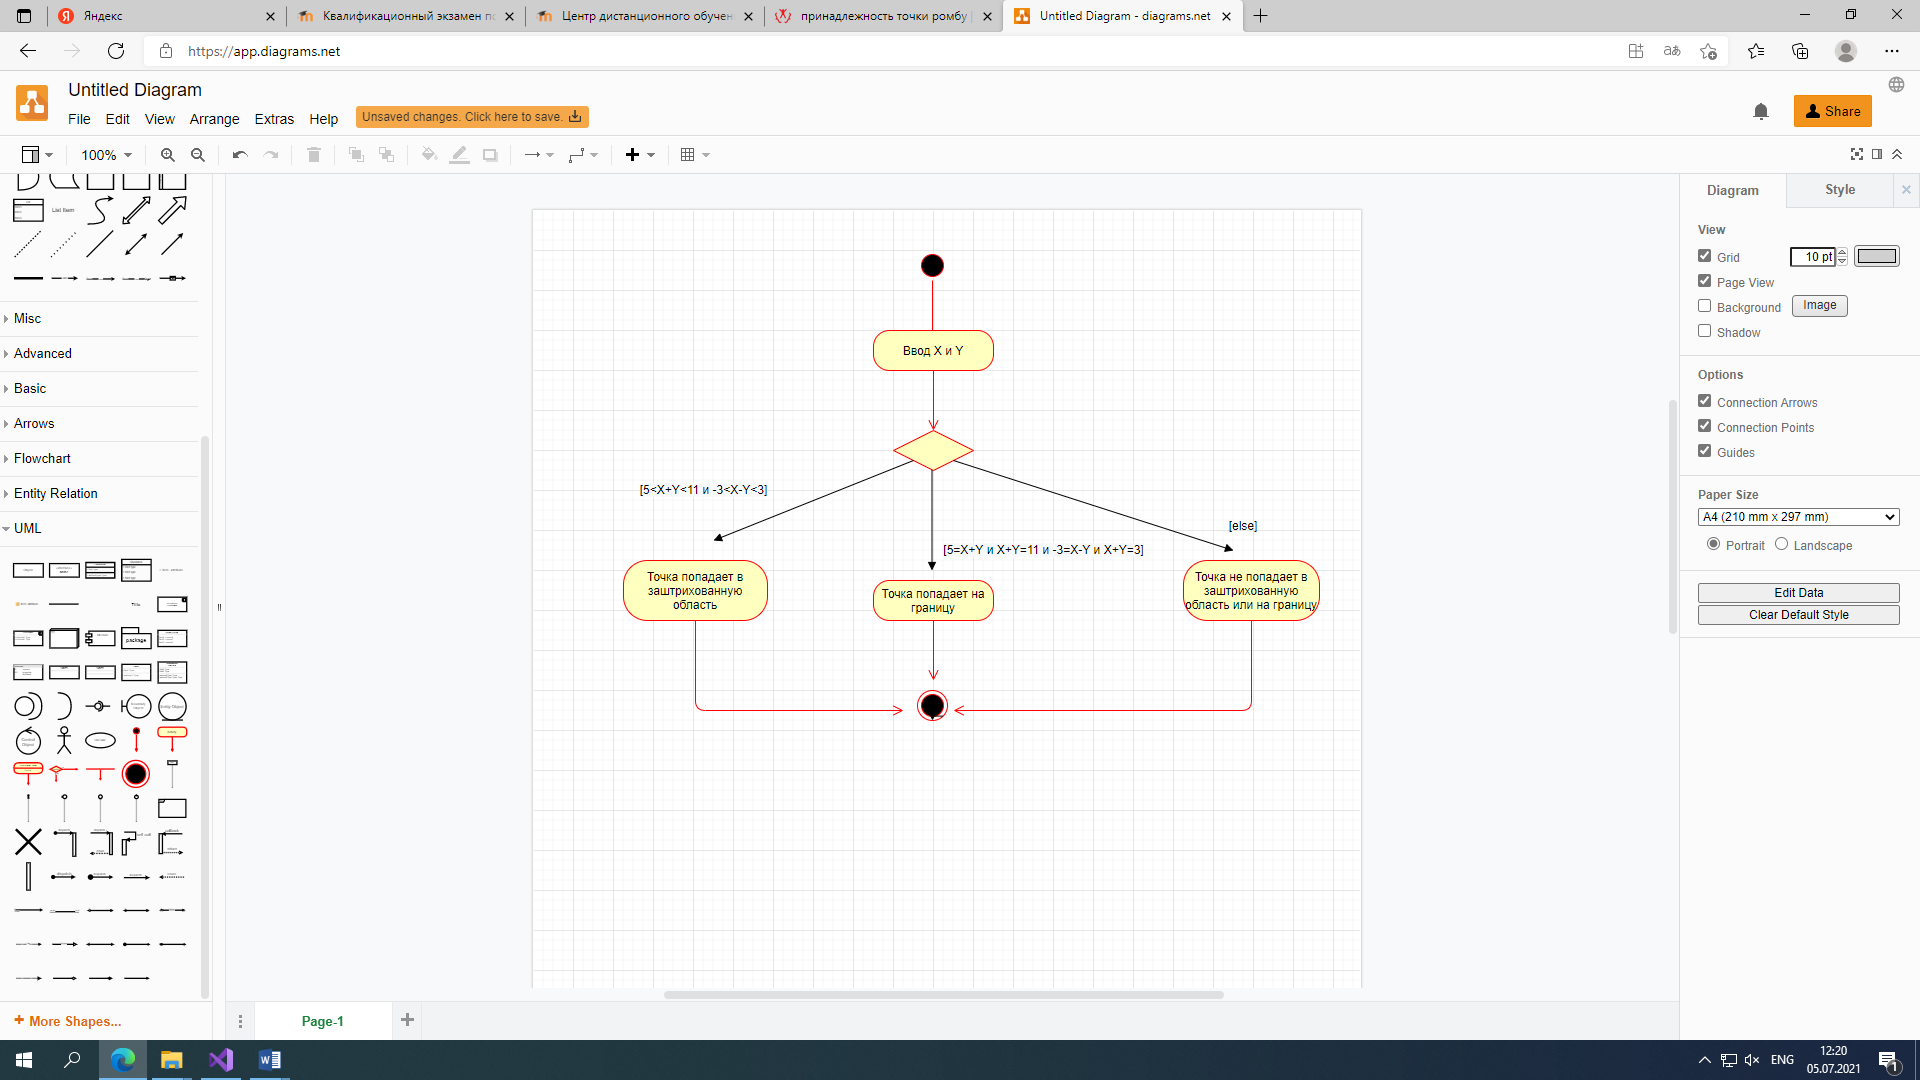 Яндекс
Квалификационный экзамен по
Центр дистанционного обучен
принадлежность точки ромбу
Untitled Diagram - diagrams.net
https://app.diagrams.net
Untitled Diagram
File Edit View Arrange Extras Help
Unsaved changes. Click here to save.
Share
100%
List Item
Misc
Advanced
Basic
Arrows
Flowchart
Entity Relation
UML
Title
package
More Shapes...
Ввод X и Y
[5<X+Y<11 и -3<X-Y<3]
[else]
[5=X+Y и X+Y=11 и -3=X-Y и X+Y=3]
Точка попадает в
заштрихованную
область
Точка попадает на
границу
Точка не попадает в
заштрихованную
область или на границу
Page-1
Diagram Style
View
Grid 10 pt
Page View
Background Image
Shadow
Options
Connection Arrows
Connection Points
Guides
Paper Size
A4 (210 mm x 297 mm)
Portrait Landscape
Edit Data
Clear Default Style
ENG
12:20
05.07.2021
1